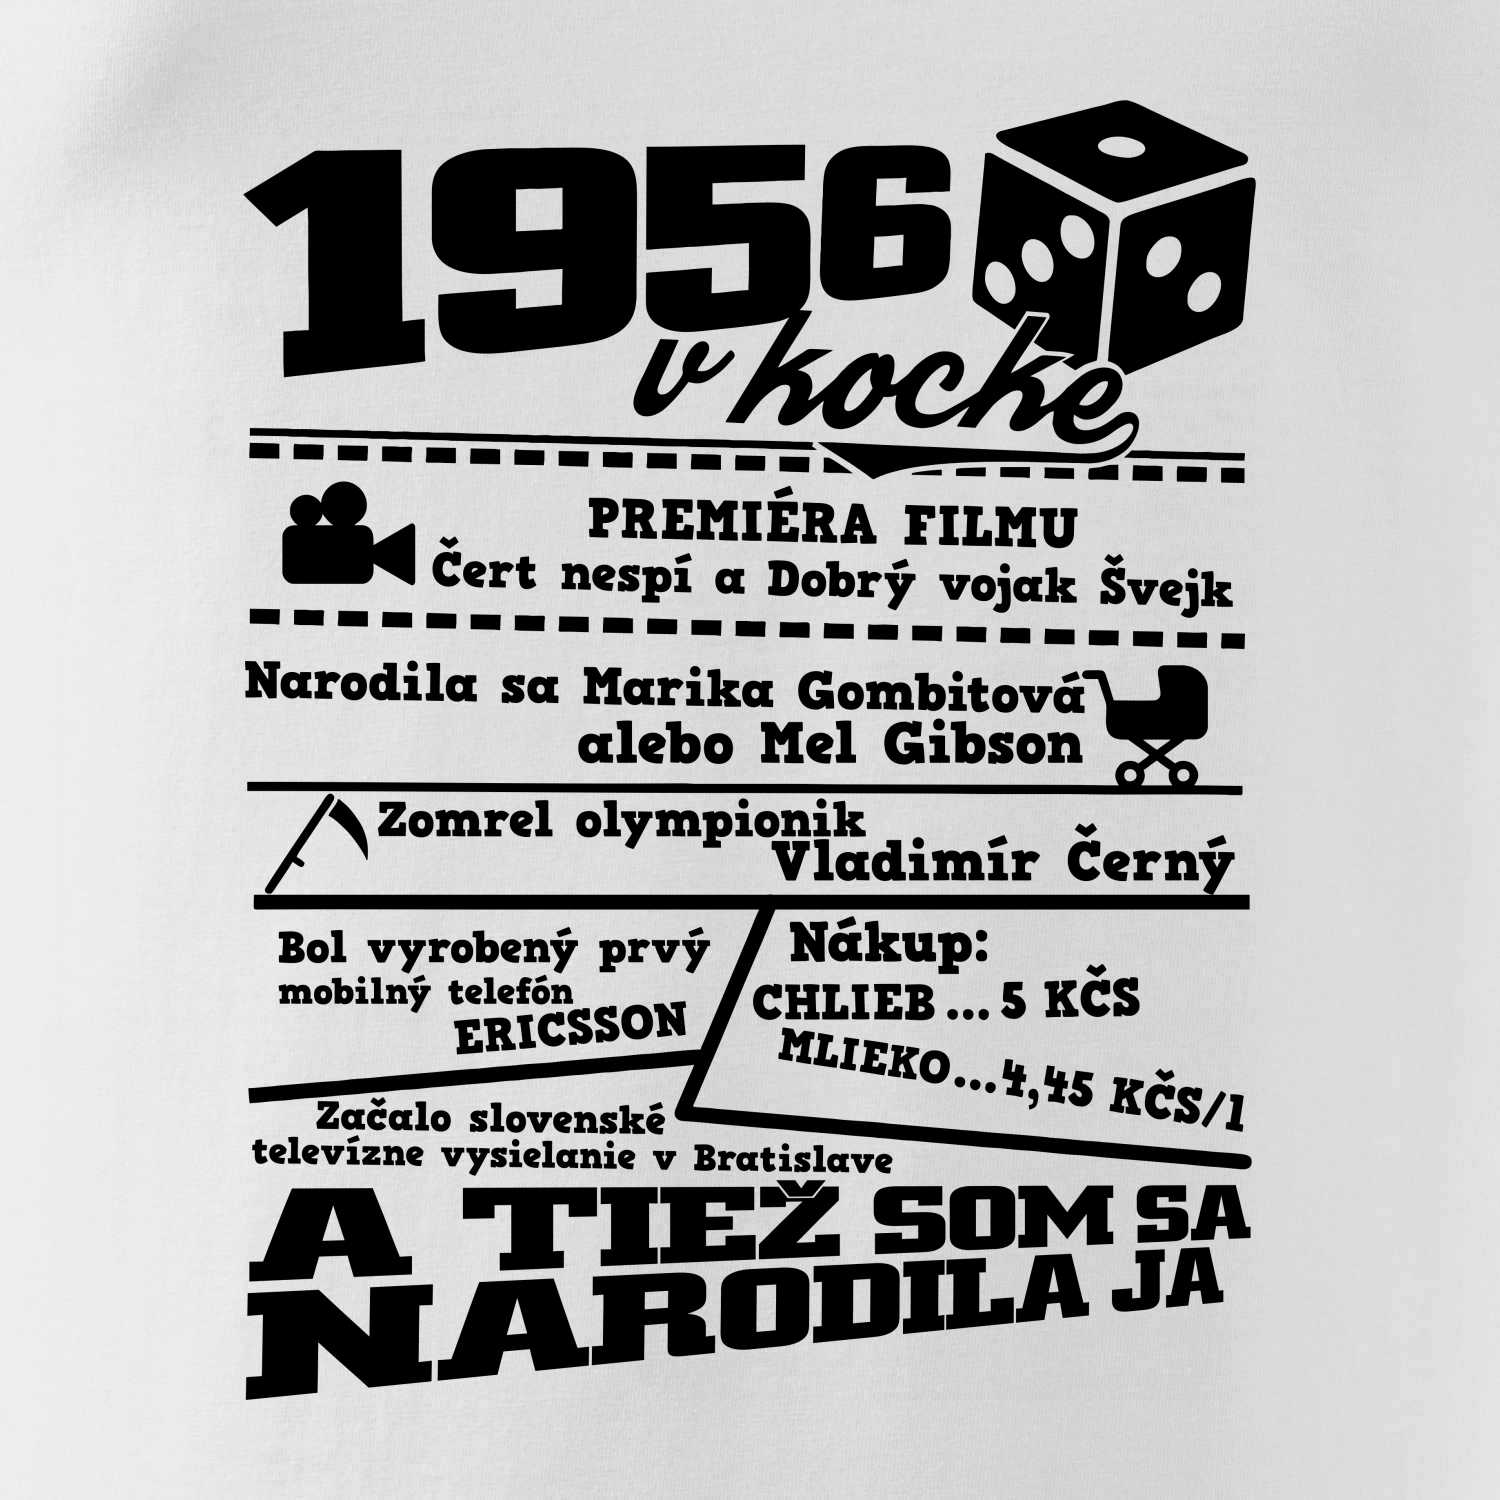 1956
v kocke
PREMIÉRA FILMU
Čert nespí a Dobrý vojak Švejk
Narodila sa Marika Gombitová
alebo Mel Gibson
Zomrel olympionik
Vladimír Černý
Bol vyrobený prvý
mobilný telefón
ERICSSON
Nákup:
CHLIEB...5 KČS
MLIEKO...4,45 KČS/l
Začalo slovenské
televízne vysielanie v Bratislave
A TIEŽ SOM SA
NARODILA JA